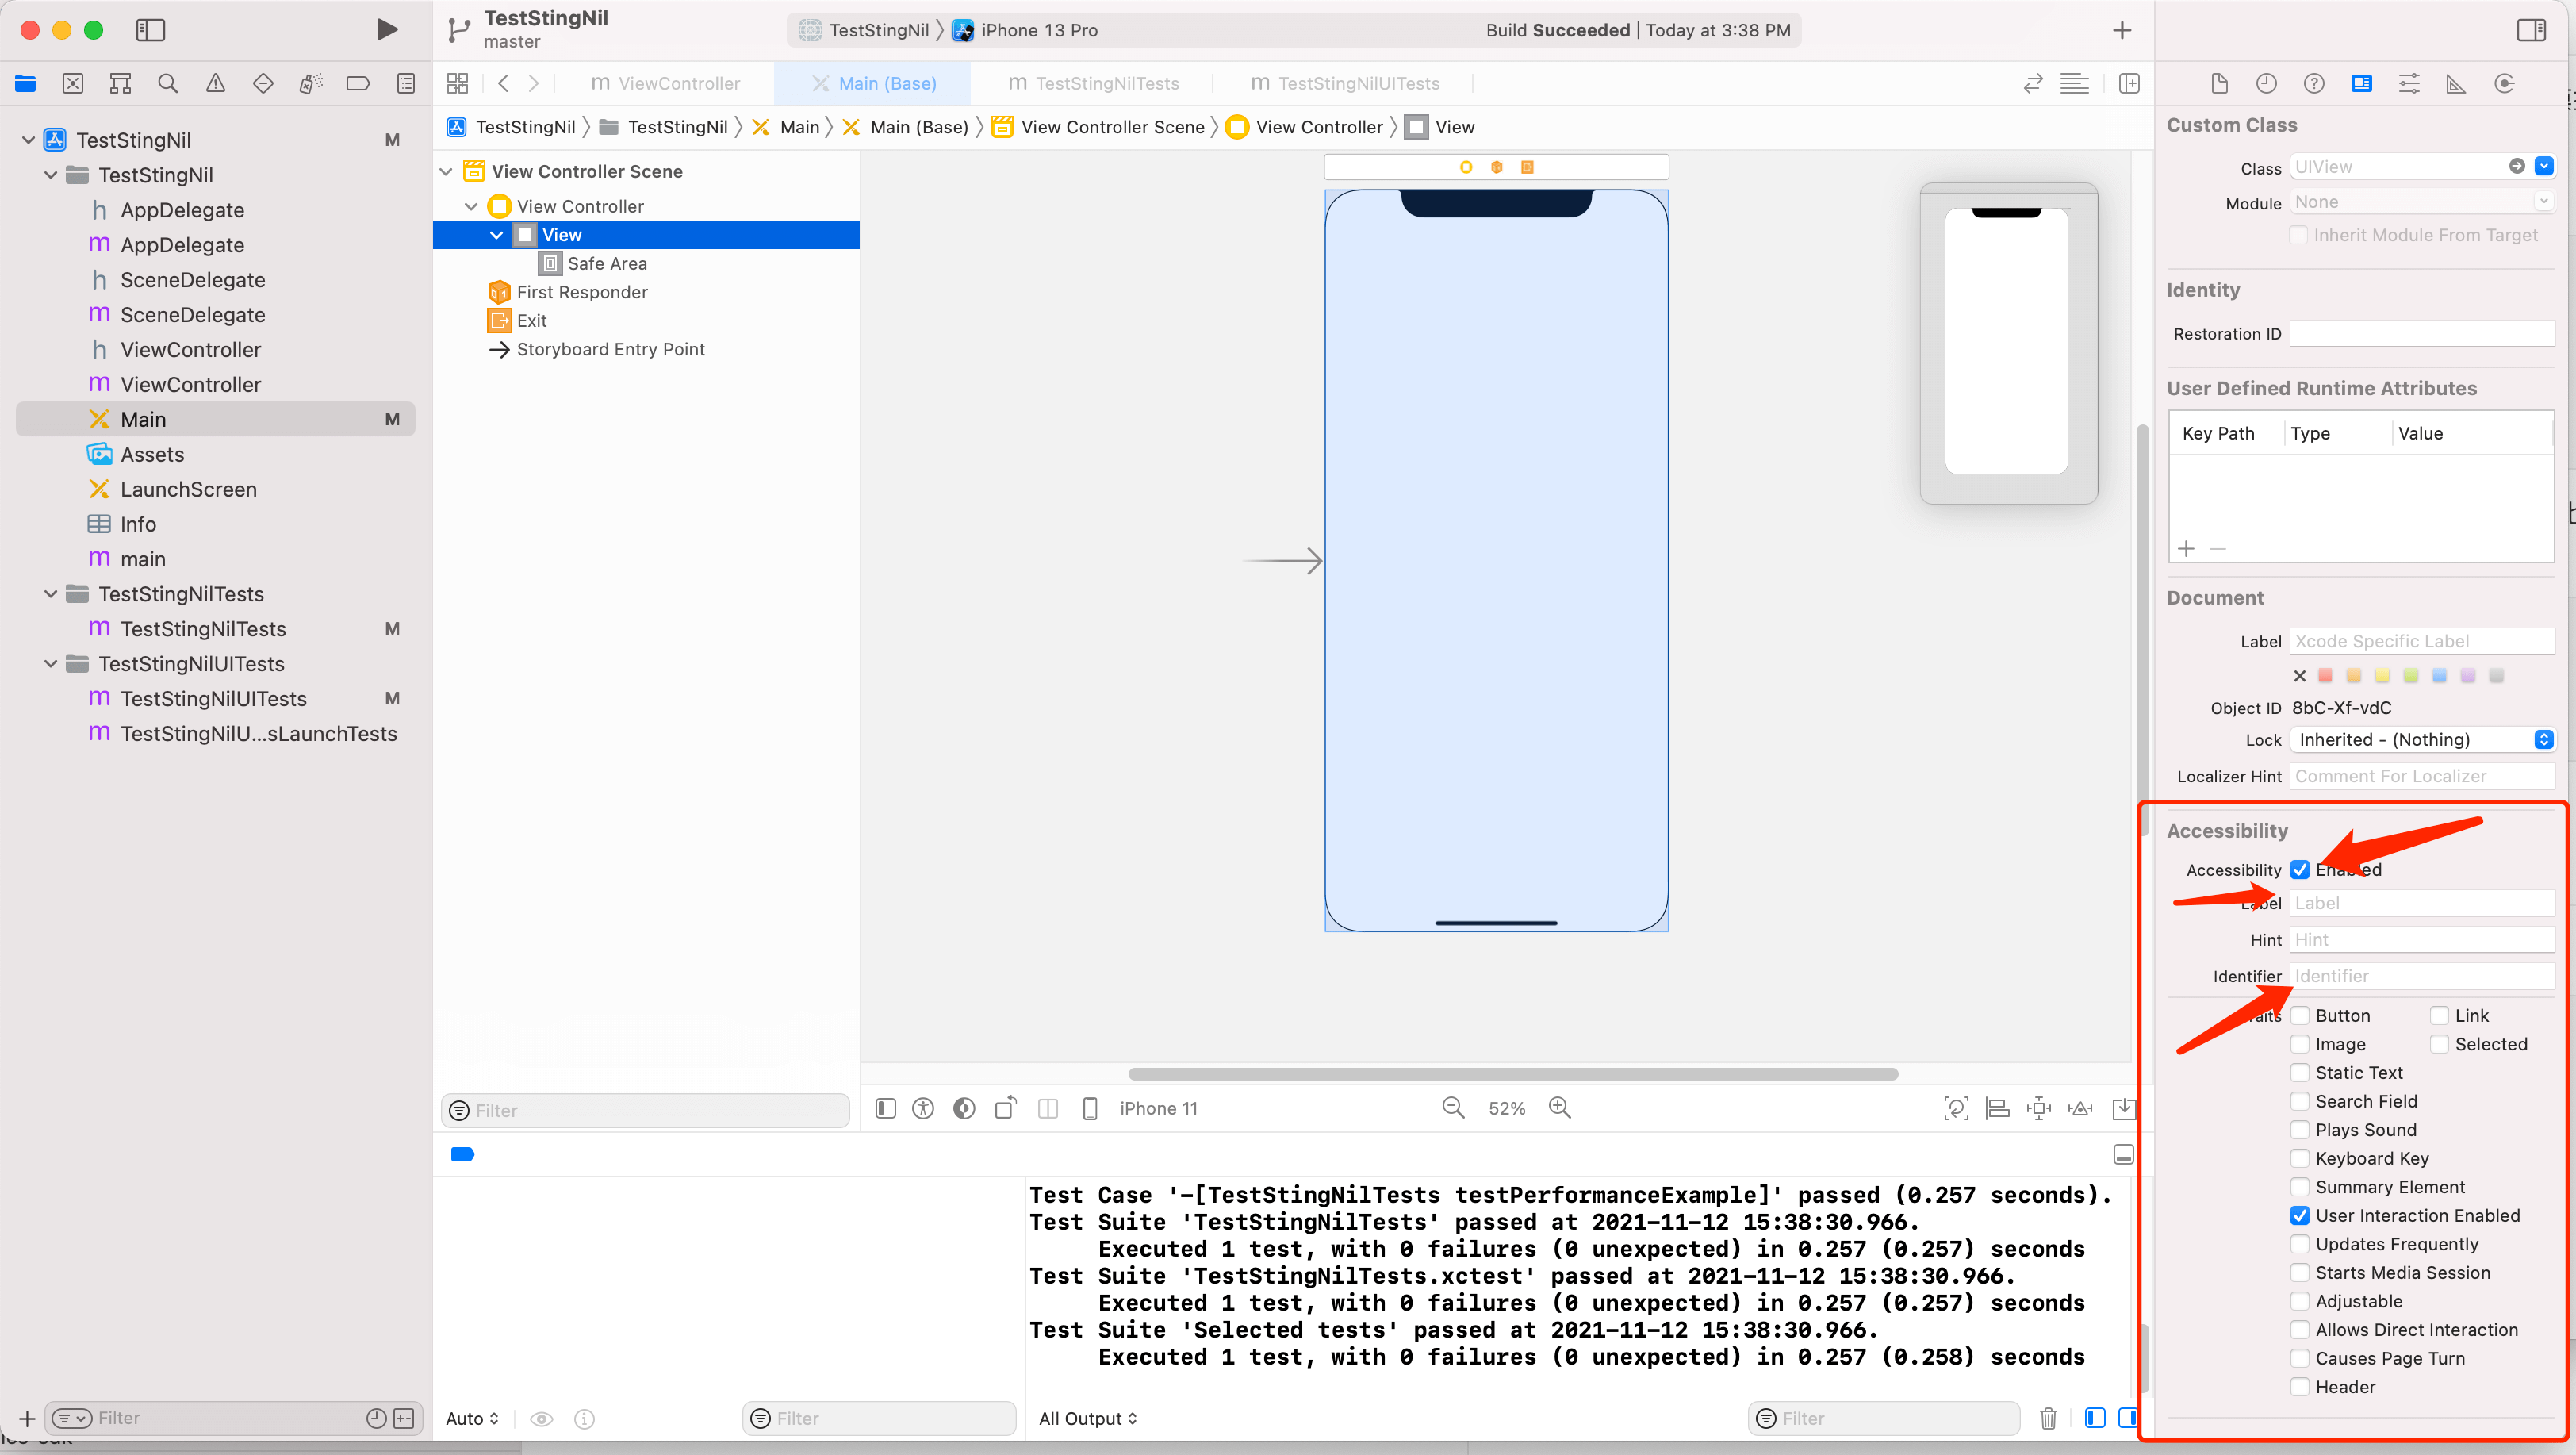 TestStingNil
master
TestStingNil
iPhone 13 Pro
Build Succeeded | Today at 3:38 PM
ViewController
Main (Base)
TestStingNilTests
TestStingNilUITests
TestStingNil
TestStingNil
Main
Main (Base)
View Controller Scene
View Controller
View
TestStingNil M
TestStingNil
h AppDelegate
m AppDelegate
h SceneDelegate
m SceneDelegate
h ViewController
m ViewController
Main M
Assets
LaunchScreen
Info
m main
TestStingNilTests
m TestStingNilTests M
TestStingNilUITests
m TestStingNilUITests M
m TestStingNilU...sLaunchTests
Filter
View Controller Scene
View Controller
View
Safe Area
First Responder
Exit
Storyboard Entry Point
Filter
iPhone 11
52%
Test Case '-[TestStingNilTests testPerformanceExample]' passed (0.257 seconds).
Test Suite 'TestStingNilTests' passed at 2021-11-12 15:38:30.966.
Executed 1 test, with 0 failures (0 unexpected) in 0.257 (0.257) seconds
Test Suite 'TestStingNilTests.xctest' passed at 2021-11-12 15:38:30.966.
Executed 1 test, with 0 failures (0 unexpected) in 0.257 (0.257) seconds
Test Suite 'Selected tests' passed at 2021-11-12 15:38:30.966.
Executed 1 test, with 0 failures (0 unexpected) in 0.257 (0.258) seconds
Auto
Filter
All Output
Filter
Custom Class
Class UIView
Module None
Inherit Module From Target
Identity
Restoration ID
User Defined Runtime Attributes
Key Path Type Value
Document
Label Xcode Specific Label
Object ID 8bC-Xf-vdC
Lock Inherited - (Nothing)
Localizer Hint Comment For Localizer
Accessibility
Accessibility Enabled
Label Label
Hint Hint
Identifier Identifier
Button Link
Image Selected
Static Text
Search Field
Plays Sound
Keyboard Key
Summary Element
User Interaction Enabled
Updates Frequently
Starts Media Session
Adjustable
Allows Direct Interaction
Causes Page Turn
Header